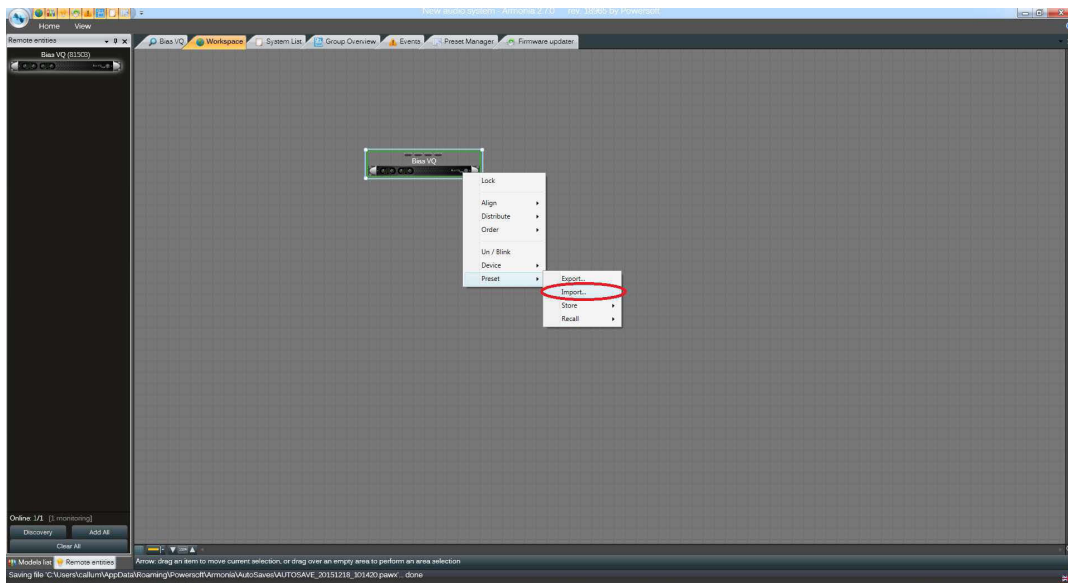 New audio system - Armonia 2.7.0 by Powersoft
Home View
Remote entities
Bias VQ Workspace System List Group Overview Events Preset Manager Firmware updater
Bias VQ (81503)
Bias VQ
Lock
Align
Distribute
Order
Un / Blink
Device
Preset
Export...
Import...
Store
Recall
Online: 1/1 [1 monitoring]
Discovery Add All
Clear All
Models list Remote entities
Arrow: drag an item to move current selection, or drag over an empty area to perform an area selection
Saving file 'C:\Users\callum\AppData\Roaming\Powersoft\Armonia\AutoSaves\AUTOSAVE_20151218_101420.pawx'... done